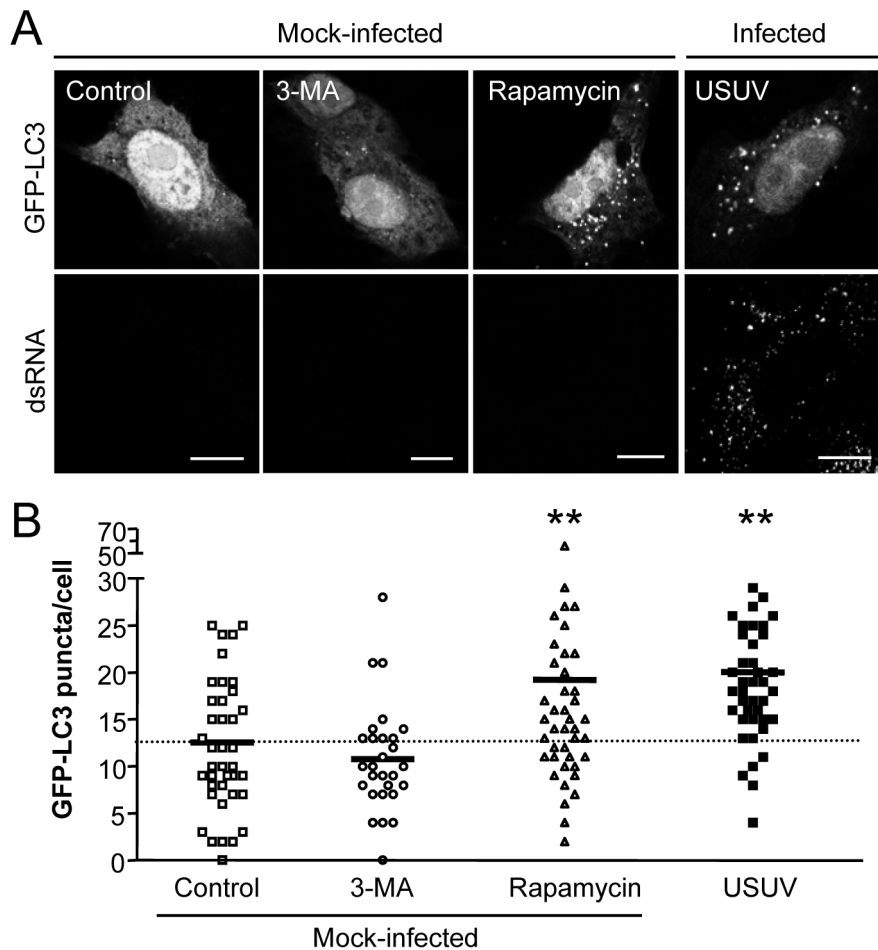 A
Mock-infected
Infected
GFP-LC3
Control
3-MA
Rapamycin
USUV
dsRNA
B
GFP-LC3 puncta/cell
70
50
30
25
20
15
10
5
0
**
**
Control
3-MA
Rapamycin
USUV
Mock-infected